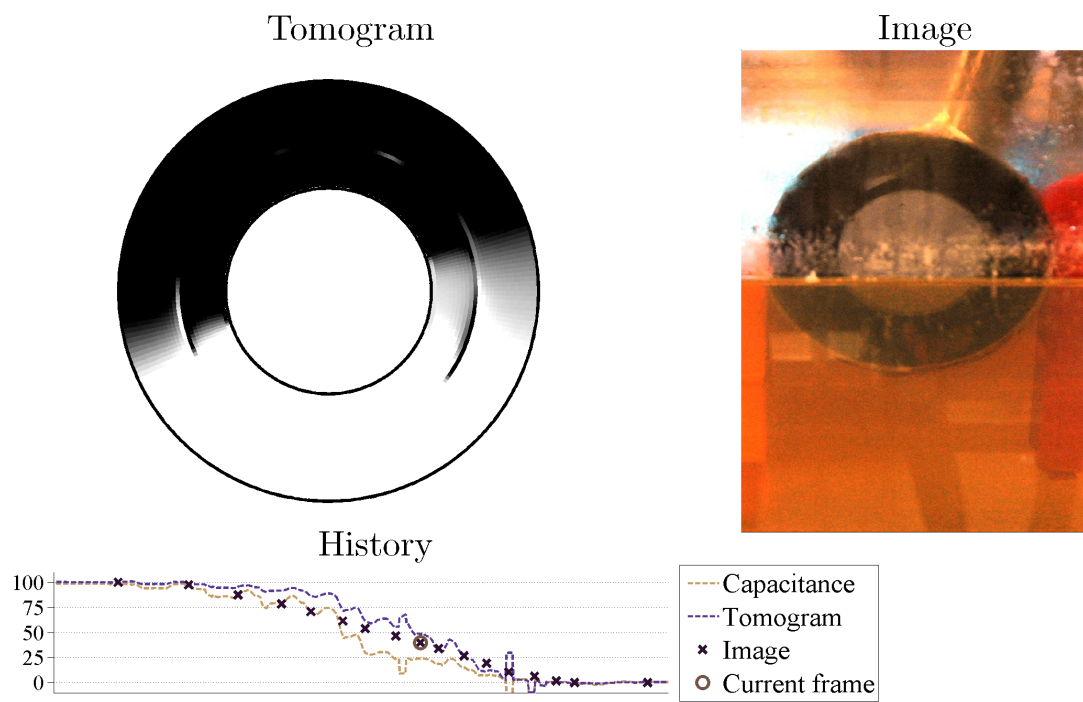 Tomogram
Image
History
100
75
50
25
0
Capacitance
Tomogram
Image
Current frame